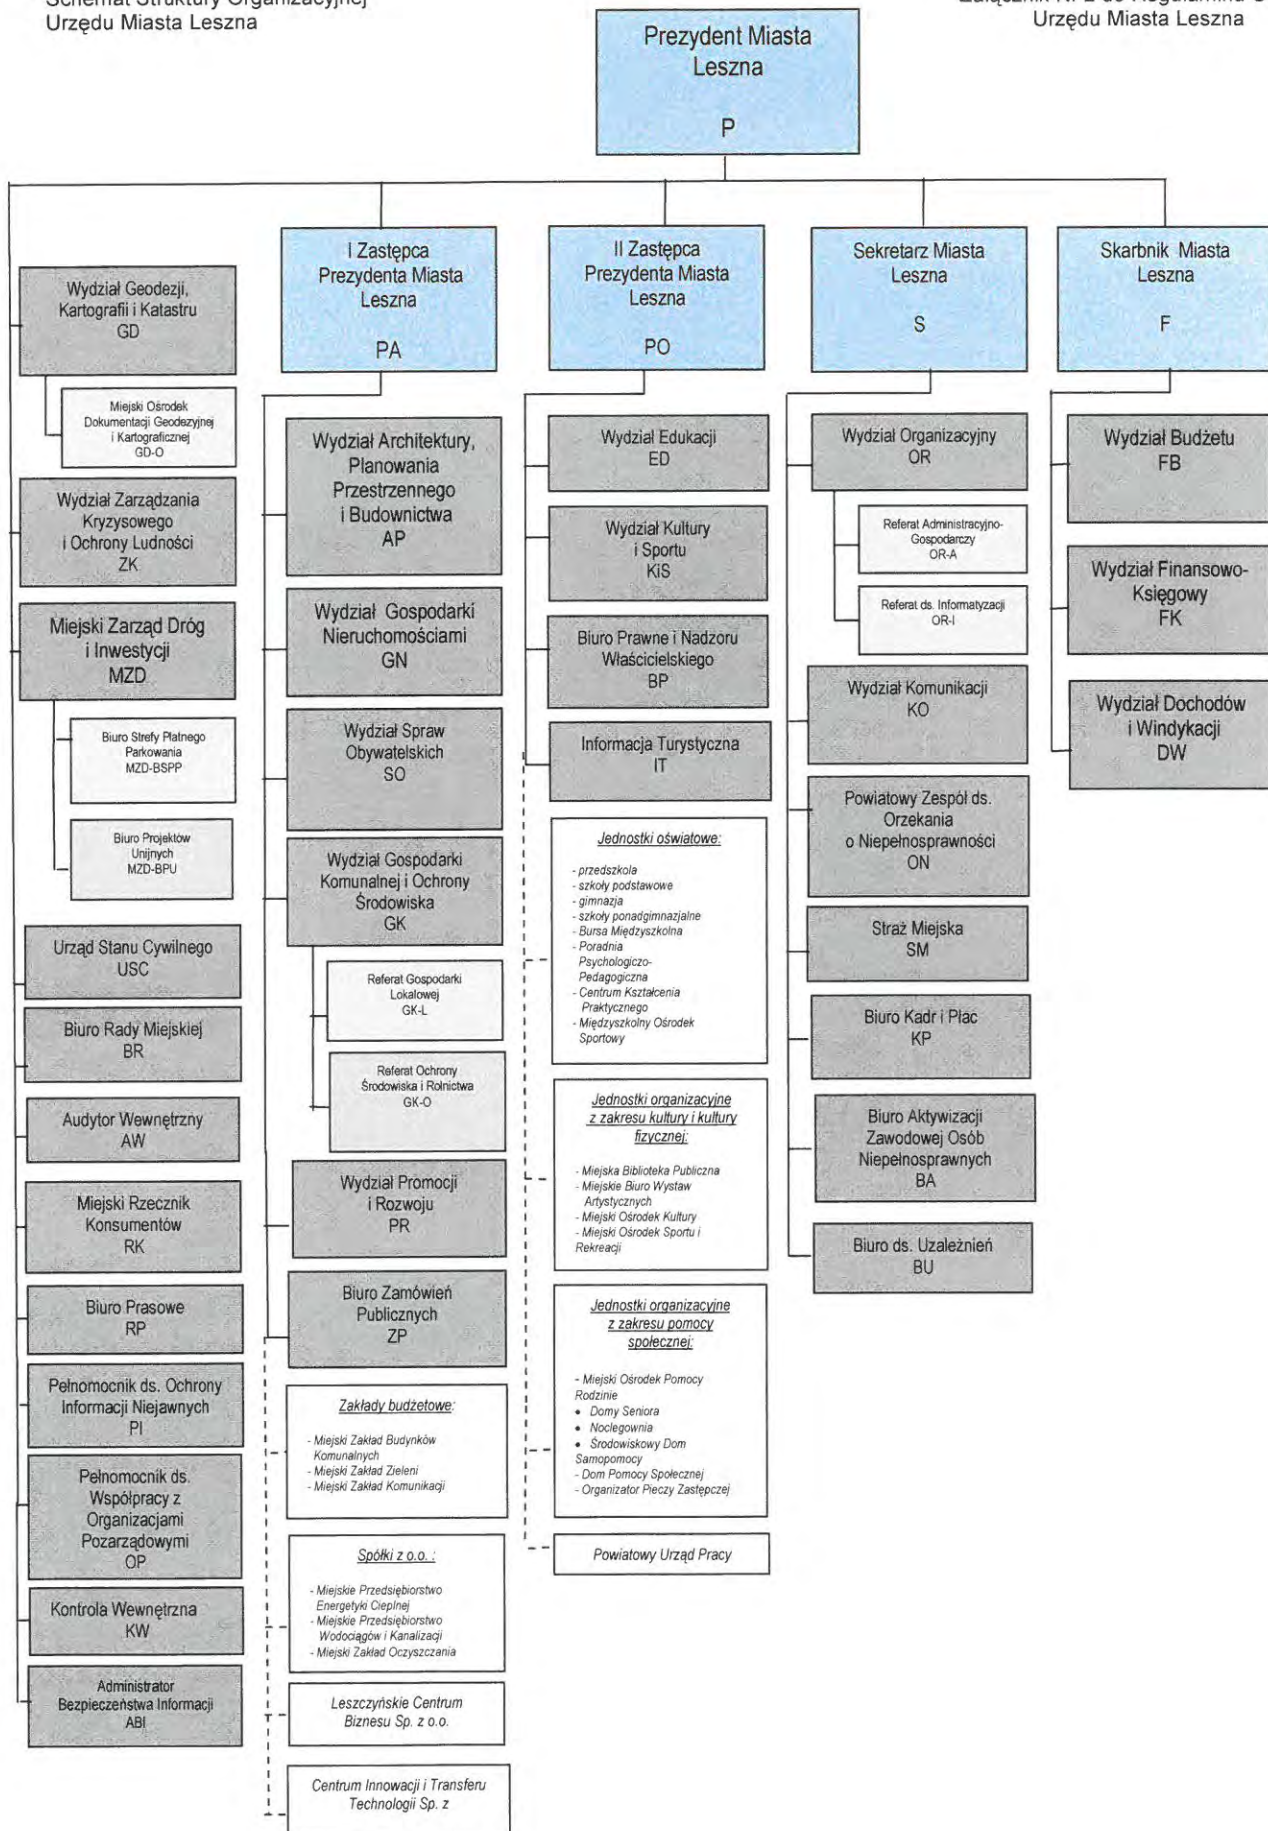 Schemat Struktury Organizacyjnej
Urzędu Miasta Leszna
Urzędu Miasta Leszna
Prezydent Miasta
Leszna
P
Wydział Geodezji,
Kartografii i Katastru
GD
Miejski Ośrodek
Dokumentacji Geodezyjnej
i Kartograficznej
GD-O
Wydział Zarządzania
Kryzysowego
i Ochrony Ludności
ZK
Miejski Zarząd Dróg
i Inwestycji
MZD
Biuro Strefy Płatnego
Parkowania
MZD-BSPP
Biuro Projektów
Unijnych
MZD-BPU
Urząd Stanu Cywilnego
USC
Biuro Rady Miejskiej
BR
Audytor Wewnętrzny
AW
Miejski Rzecznik
Konsumentów
RK
Biuro Prasowe
RP
Pełnomocnik ds. Ochrony
Informacji Niejawnych
PI
Pełnomocnik ds.
Współpracy z
Organizacjami
Pozarządowymi
OP
Kontrola Wewnętrzna
KW
Administrator
Bezpieczeństwa Informacji
ABI
I Zastępca
Prezydenta Miasta
Leszna
PA
Wydział Architektury,
Planowania
Przestrzennego
i Budownictwa
AP
Wydział Gospodarki
Nieruchomościami
GN
Wydział Spraw
Obywatelskich
SO
Wydział Gospodarki
Komunalnej i Ochrony
Środowiska
GK
Referat Gospodarki
Lokalowej
GK-L
Referat Ochrony
Środowiska i Rolnictwa
GK-O
Wydział Promocji
i Rozwoju
PR
Biuro Zamówień
Publicznych
ZP
Zakłady budżetowe:
- Miejski Zakład Budynków
Komunalnych
- Miejski Zakład Zieleni
- Miejski Zakład Komunikacji
Spółki z o.o. :
- Miejskie Przedsiębiorstwo
Energetyki Cieplnej
- Miejskie Przedsiębiorstwo
Wodociągów i Kanalizacji
- Miejski Zakład Oczyszczania
Leszczyńskie Centrum
Biznesu Sp. z o.o.
Centrum Innowacji i Transferu
Technologii Sp. z
II Zastępca
Prezydenta Miasta
Leszna
PO
Wydział Edukacji
ED
Wydział Kultury
i Sportu
KiS
Biuro Prawne i Nadzoru
Właścicielskiego
BP
Informacja Turystyczna
IT
Jednostki oświatowe:
- przedszkola
- szkoły podstawowe
- gimnazja
- szkoły ponadgimnazjalne
- Bursa Międzyszkolna
- Poradnia
Psychologiczo-
Pedagogiczna
- Centrum Kształcenia
Praktycznego
- Międzyszkolny Ośrodek
Sportowy
Jednostki organizacyjne
z zakresu kultury i kultury
fizycznej:
- Miejska Biblioteka Publiczna
- Miejskie Biuro Wystaw
Artystycznych
- Miejski Ośrodek Kultury
- Miejski Ośrodek Sportu i
Rekreacji
Jednostki organizacyjne
z zakresu pomocy
społecznej:
- Miejski Ośrodek Pomocy
Rodzinie
• Domy Seniora
• Noclegownia
• Środowiskowy Dom
Samopomocy
- Dom Pomocy Społecznej
- Organizator Pieczy Zastępczej
Powiatowy Urząd Pracy
Sekretarz Miasta
Leszna
S
Wydział Organizacyjny
OR
Referat Administracyjno-
Gospodarczy
OR-A
Referat ds. Informatyzacji
OR-I
Wydział Komunikacji
KO
Powiatowy Zespół ds.
Orzekania
o Niepełnosprawności
ON
Straż Miejska
SM
Biuro Kadr i Płac
KP
Biuro Aktywizacji
Zawodowej Osób
Niepełnosprawnych
BA
Biuro ds. Uzależnień
BU
Skarbnik Miasta
Leszna
F
Wydział Budżetu
FB
Wydział Finansowo-
Księgowy
FK
Wydział Dochodów
i Windykacji
DW